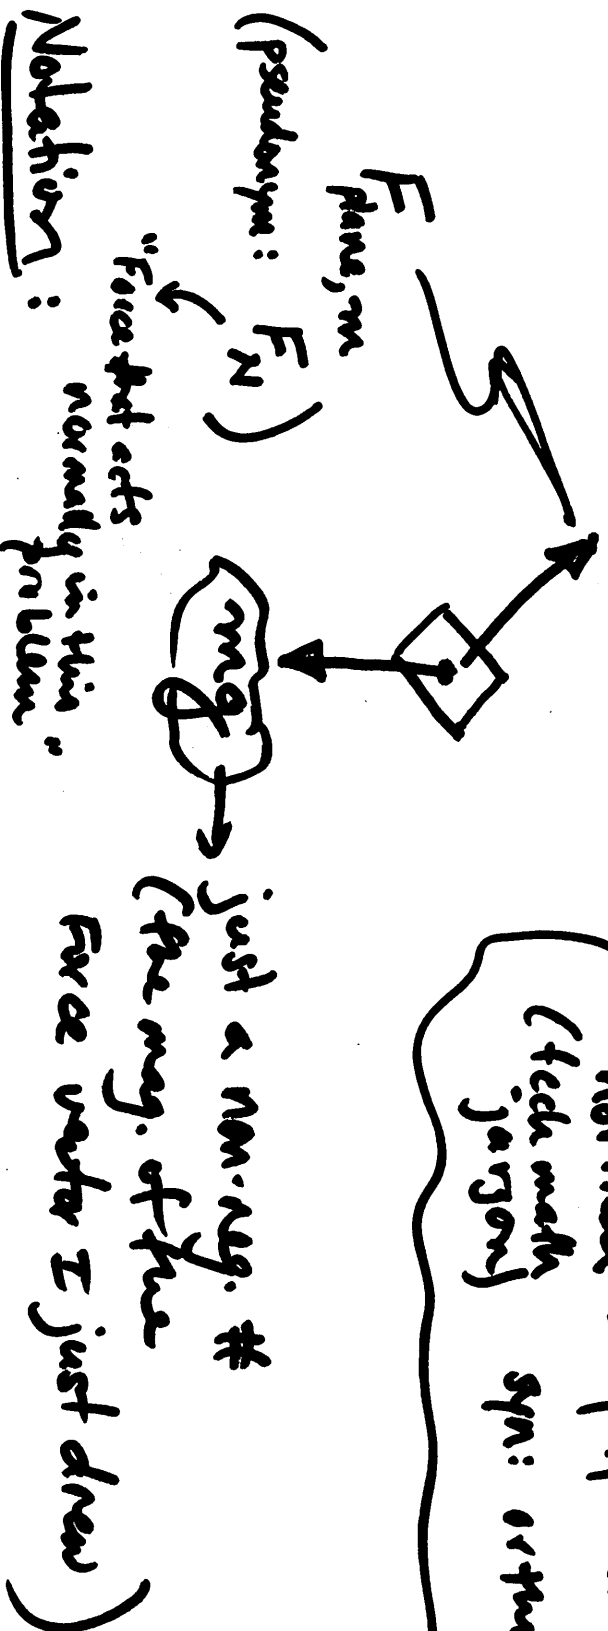 (tech math
jargon)
syn:
F plane, m
(pseudonym: F_N)
"Force that acts
normally in this
problem"
mg
just a non-neg. #
(the mag. of the
Force vector I just drew)
Notation: